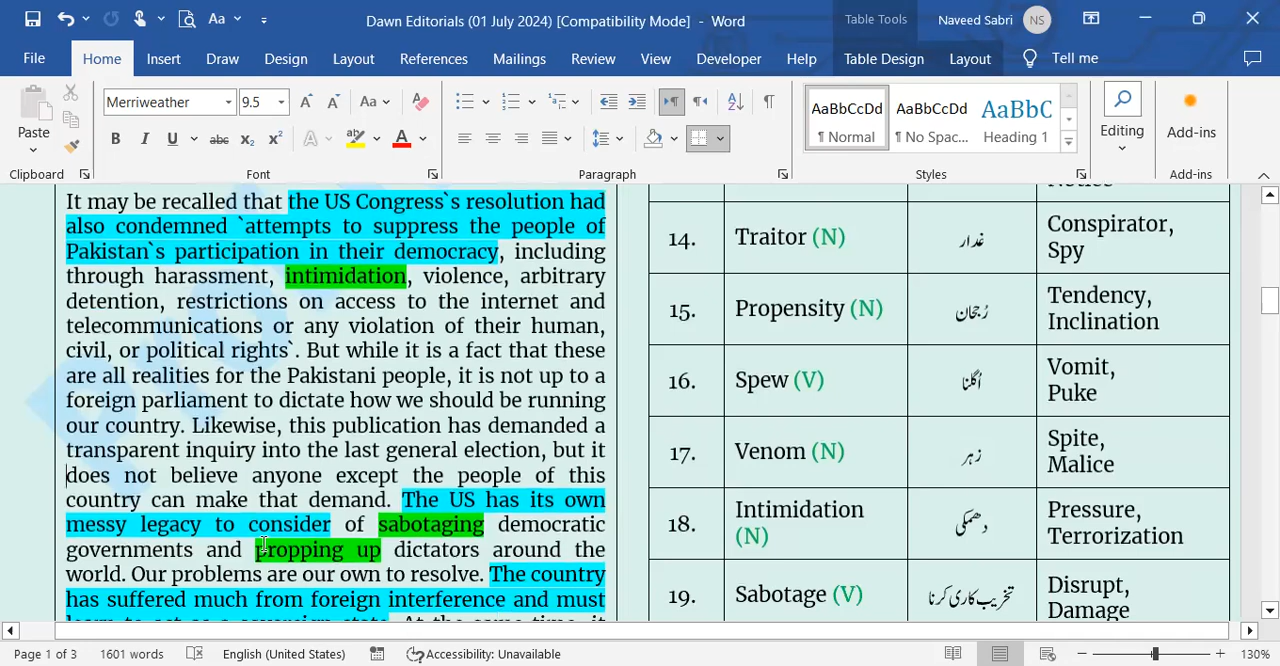 Aa
Dawn Editorials (01 July 2024) [Compatibility Mode] - Word
Table Tools
Naveed Sabri
NS
File
Home
Insert
Draw
Design
Layout
References
Mailings
Review
View
Developer
Help
Table Design
Layout
Tell me
Paste
Merriweather
9.5
Aa
Clipboard
Font
Paragraph
AaBbCcDd
¶ Normal
AaBbCcDd
¶ No Spac...
AaBbC
Heading 1
Styles
Editing
Add-ins
Add-ins
It may be recalled that the US Congress`s resolution had
also condemned `attempts to suppress the people of
Pakistan`s participation in their democracy, including
through harassment, intimidation, violence, arbitrary
detention, restrictions on access to the internet and
telecommunications or any violation of their human,
civil, or political rights`. But while it is a fact that these
are all realities for the Pakistani people, it is not up to a
foreign parliament to dictate how we should be running
our country. Likewise, this publication has demanded a
transparent inquiry into the last general election, but it
does not believe anyone except the people of this
country can make that demand. The US has its own
messy legacy to consider of sabotaging democratic
governments and propping up dictators around the
world. Our problems are our own to resolve. The country
has suffered much from foreign interference and must
14. Traitor (N) غدار Conspirator,
Spy
15. Propensity (N) رُجحان Tendency,
Inclination
16. Spew (V) اُگلنا Vomit,
Puke
17. Venom (N) زہر Spite,
Malice
18. Intimidation
(N) دھمکی Pressure,
Terrorization
19. Sabotage (V) تخریب کاری کرنا Disrupt,
Damage
Page 1 of 3
1601 words
English (United States)
Accessibility: Unavailable
130%